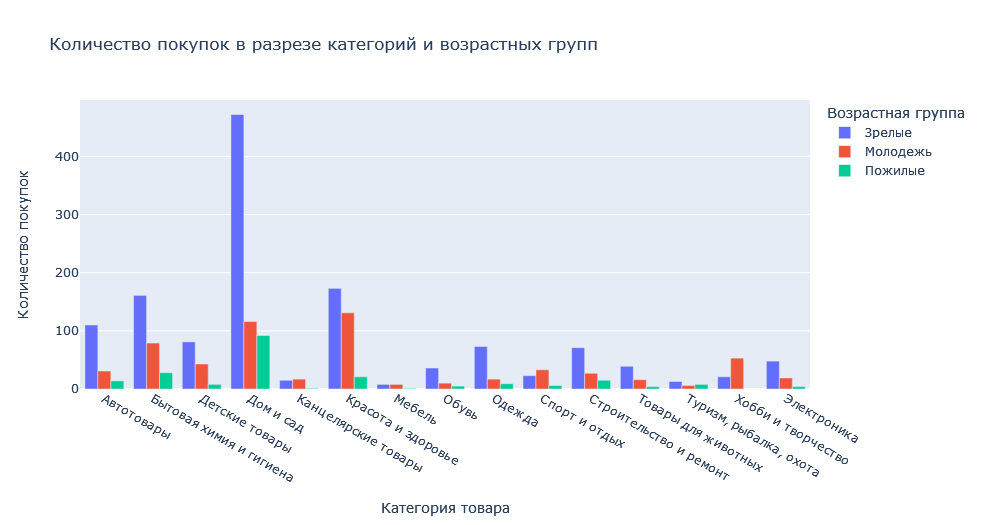 Количество покупок в разрезе категорий и возрастных групп
Возрастная группа
Зрелые
Молодежь
Пожилые
Количество покупок
400
300
200
100
0
Автотовары
Бытовая химия и гигиена
Детские товары
Дом и сад
Канцелярские товары
Красота и здоровье
Мебель
Обувь
Одежда
Спорт и отдых
Строительство и ремонт
Товары для животных
Туризм, рыбалка, охота
Хобби и творчество
Электроника
Категория товара